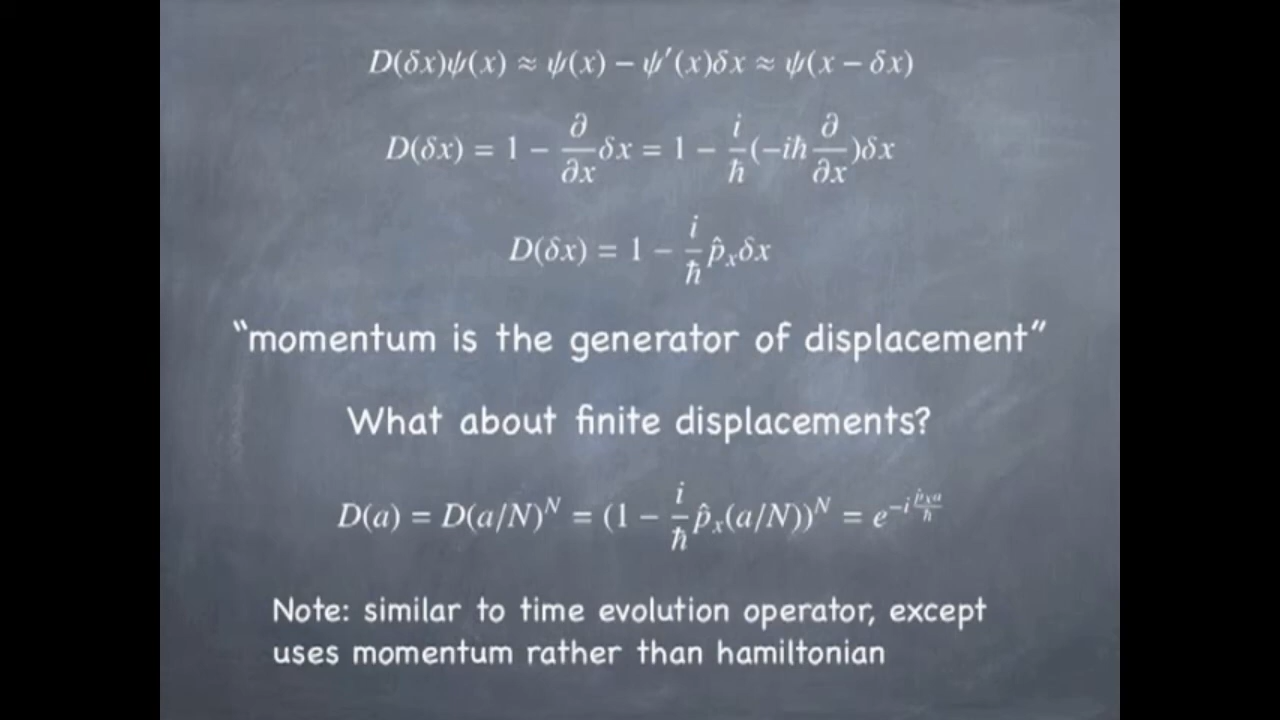 D(δx)ψ(x) ≈ ψ(x) − ψ′(x)δx ≈ ψ(x − δx)
D(δx) = 1 − ∂/∂x δx = 1 − i/ħ (−iħ ∂/∂x)δx
D(δx) = 1 − i/ħ p̂ₓδx
“momentum is the generator of displacement”
What about finite displacements?
D(a) = D(a/N)^N = (1 − i/ħ p̂ₓ(a/N))^N = e^{−i p̂ₓa/ħ}
Note: similar to time evolution operator, except
uses momentum rather than hamiltonian